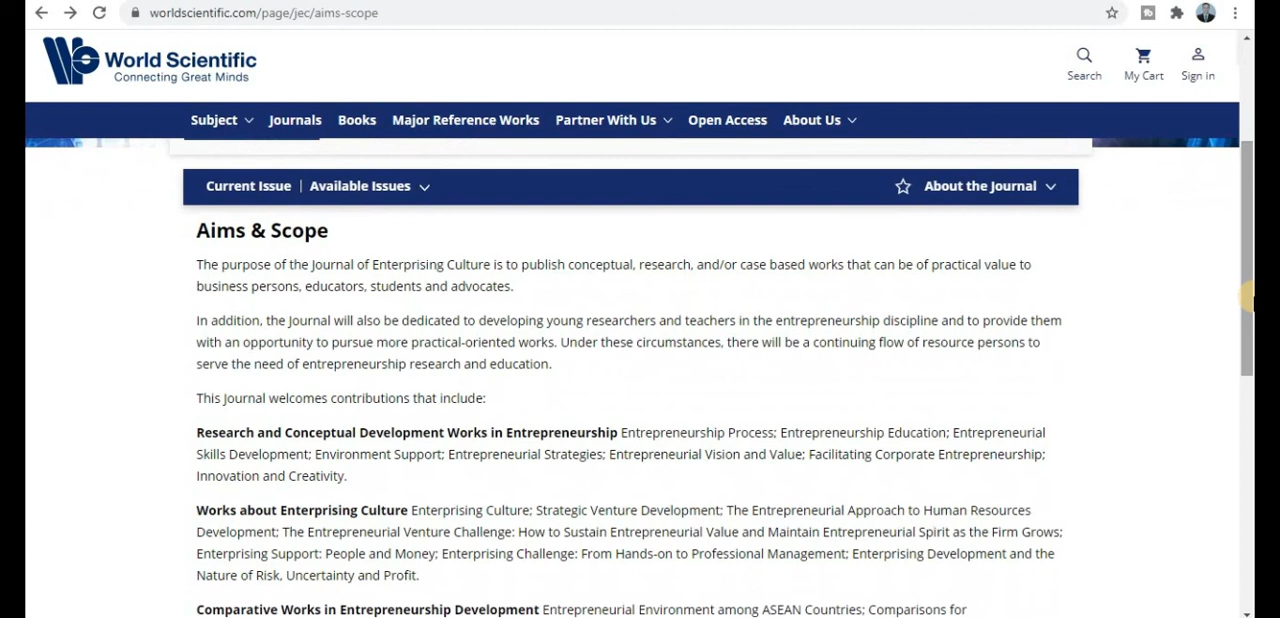 worldscientific.com/page/jec/aims-scope
World Scientific
Connecting Great Minds
Search
My Cart
Sign in
Subject Journals Books Major Reference Works Partner With Us Open Access About Us
Current Issue | Available Issues
About the Journal
Aims & Scope
The purpose of the Journal of Enterprising Culture is to publish conceptual, research, and/or case based works that can be of practical value to
business persons, educators, students and advocates.
In addition, the Journal will also be dedicated to developing young researchers and teachers in the entrepreneurship discipline and to provide them
with an opportunity to pursue more practical-oriented works. Under these circumstances, there will be a continuing flow of resource persons to
serve the need of entrepreneurship research and education.
This Journal welcomes contributions that include:
Research and Conceptual Development Works in Entrepreneurship Entrepreneurship Process; Entrepreneurship Education; Entrepreneurial
Skills Development; Environment Support; Entrepreneurial Strategies; Entrepreneurial Vision and Value; Facilitating Corporate Entrepreneurship;
Innovation and Creativity.
Works about Enterprising Culture Enterprising Culture; Strategic Venture Development; The Entrepreneurial Approach to Human Resources
Development; The Entrepreneurial Venture Challenge: How to Sustain Entrepreneurial Value and Maintain Entrepreneurial Spirit as the Firm Grows;
Enterprising Support: People and Money; Enterprising Challenge: From Hands-on to Professional Management; Enterprising Development and the
Nature of Risk, Uncertainty and Profit.
Comparative Works in Entrepreneurship Development Entrepreneurial Environment among ASEAN Countries; Comparisons for